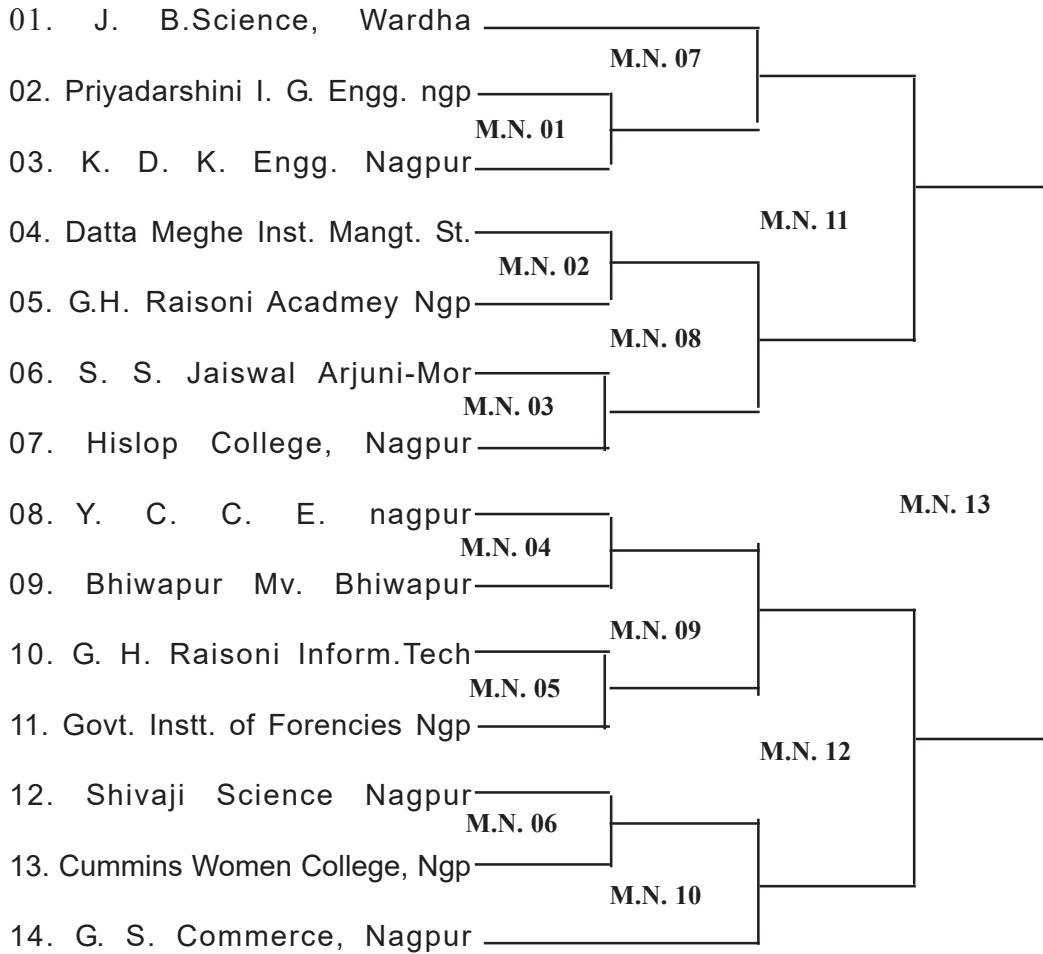 01. J. B.Science, Wardha
M.N. 07
02. Priyadarshini I. G. Engg. ngp
M.N. 01
03. K. D. K. Engg. Nagpur
M.N. 11
04. Datta Meghe Inst. Mangt. St.
M.N. 02
05. G.H. Raisoni Acadmey Ngp
M.N. 08
06. S. S. Jaiswal Arjuni-Mor
M.N. 03
07. Hislop College, Nagpur
M.N. 13
08. Y. C. C. E. nagpur
M.N. 04
09. Bhiwapur Mv. Bhiwapur
M.N. 09
10. G. H. Raisoni Inform.Tech
M.N. 05
11. Govt. Instt. of Forencies Ngp
M.N. 12
12. Shivaji Science Nagpur
M.N. 06
13. Cummins Women College, Ngp
M.N. 10
14. G. S. Commerce, Nagpur